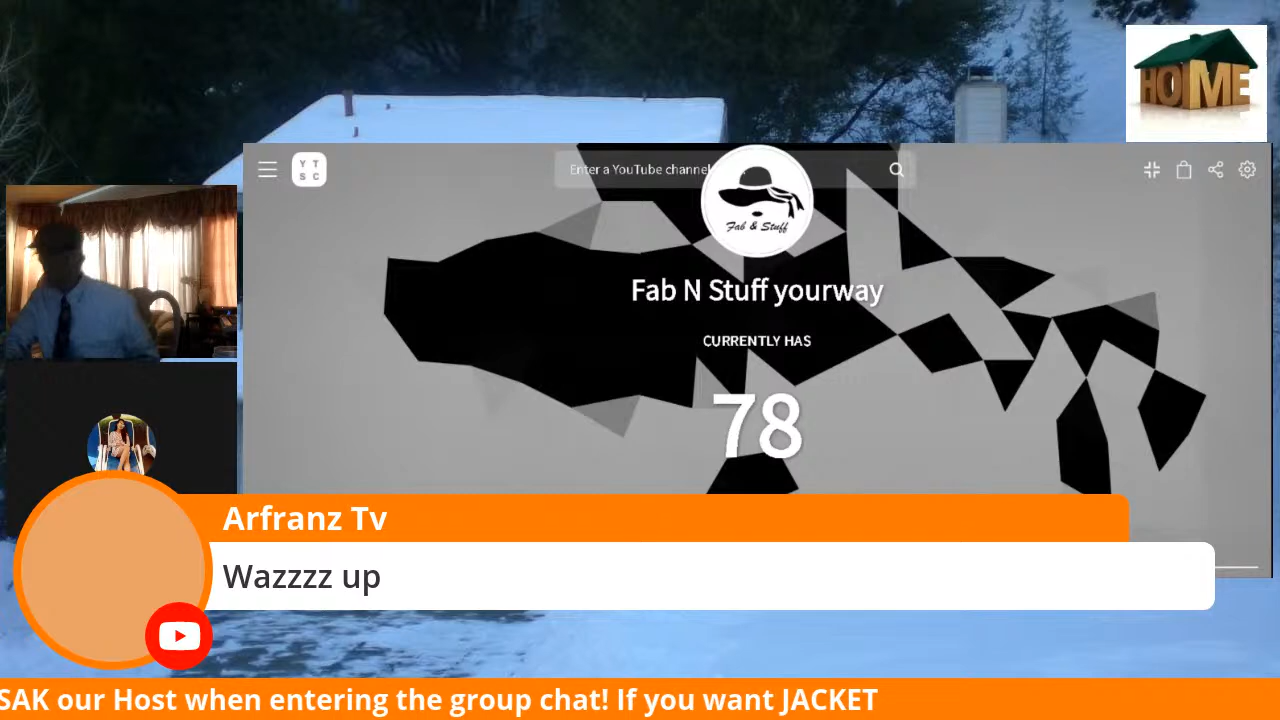 HOME
Y T
S C
Enter a YouTube channel
Fab & Stuff
Fab N Stuff yourway
CURRENTLY HAS
78
Arfranz Tv
Wazzzz up
SAK our Host when entering the group chat! If you want JACKET